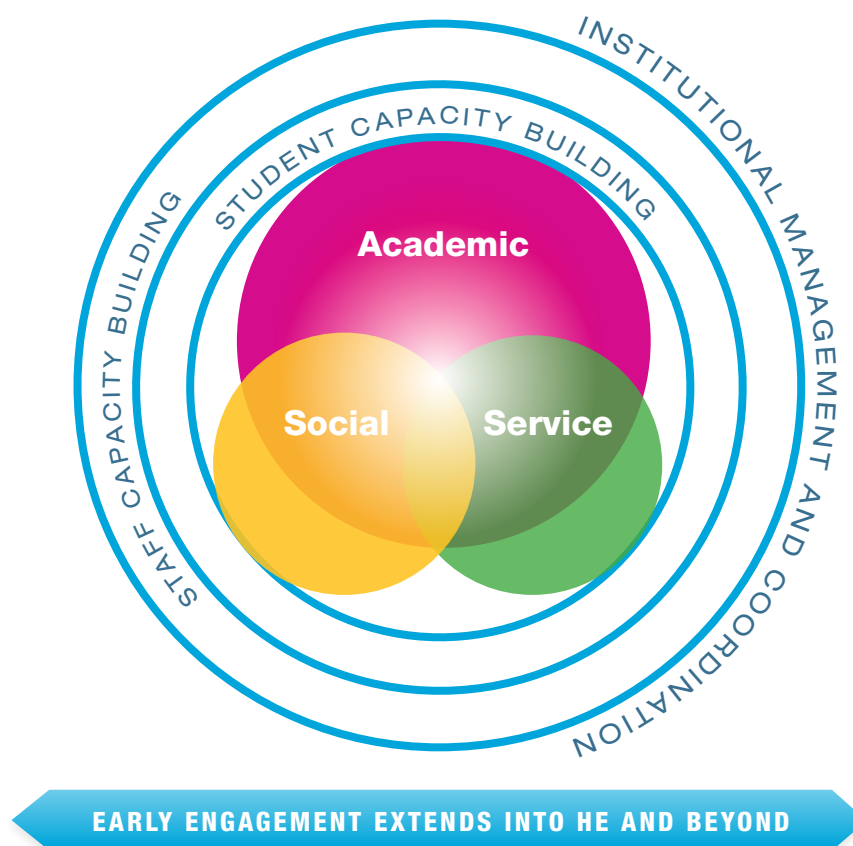 INSTITUTIONAL MANAGEMENT AND COORDINATION
STAFF CAPACITY BUILDING
STUDENT CAPACITY BUILDING
Academic
Social
Service
EARLY ENGAGEMENT EXTENDS INTO HE AND BEYOND